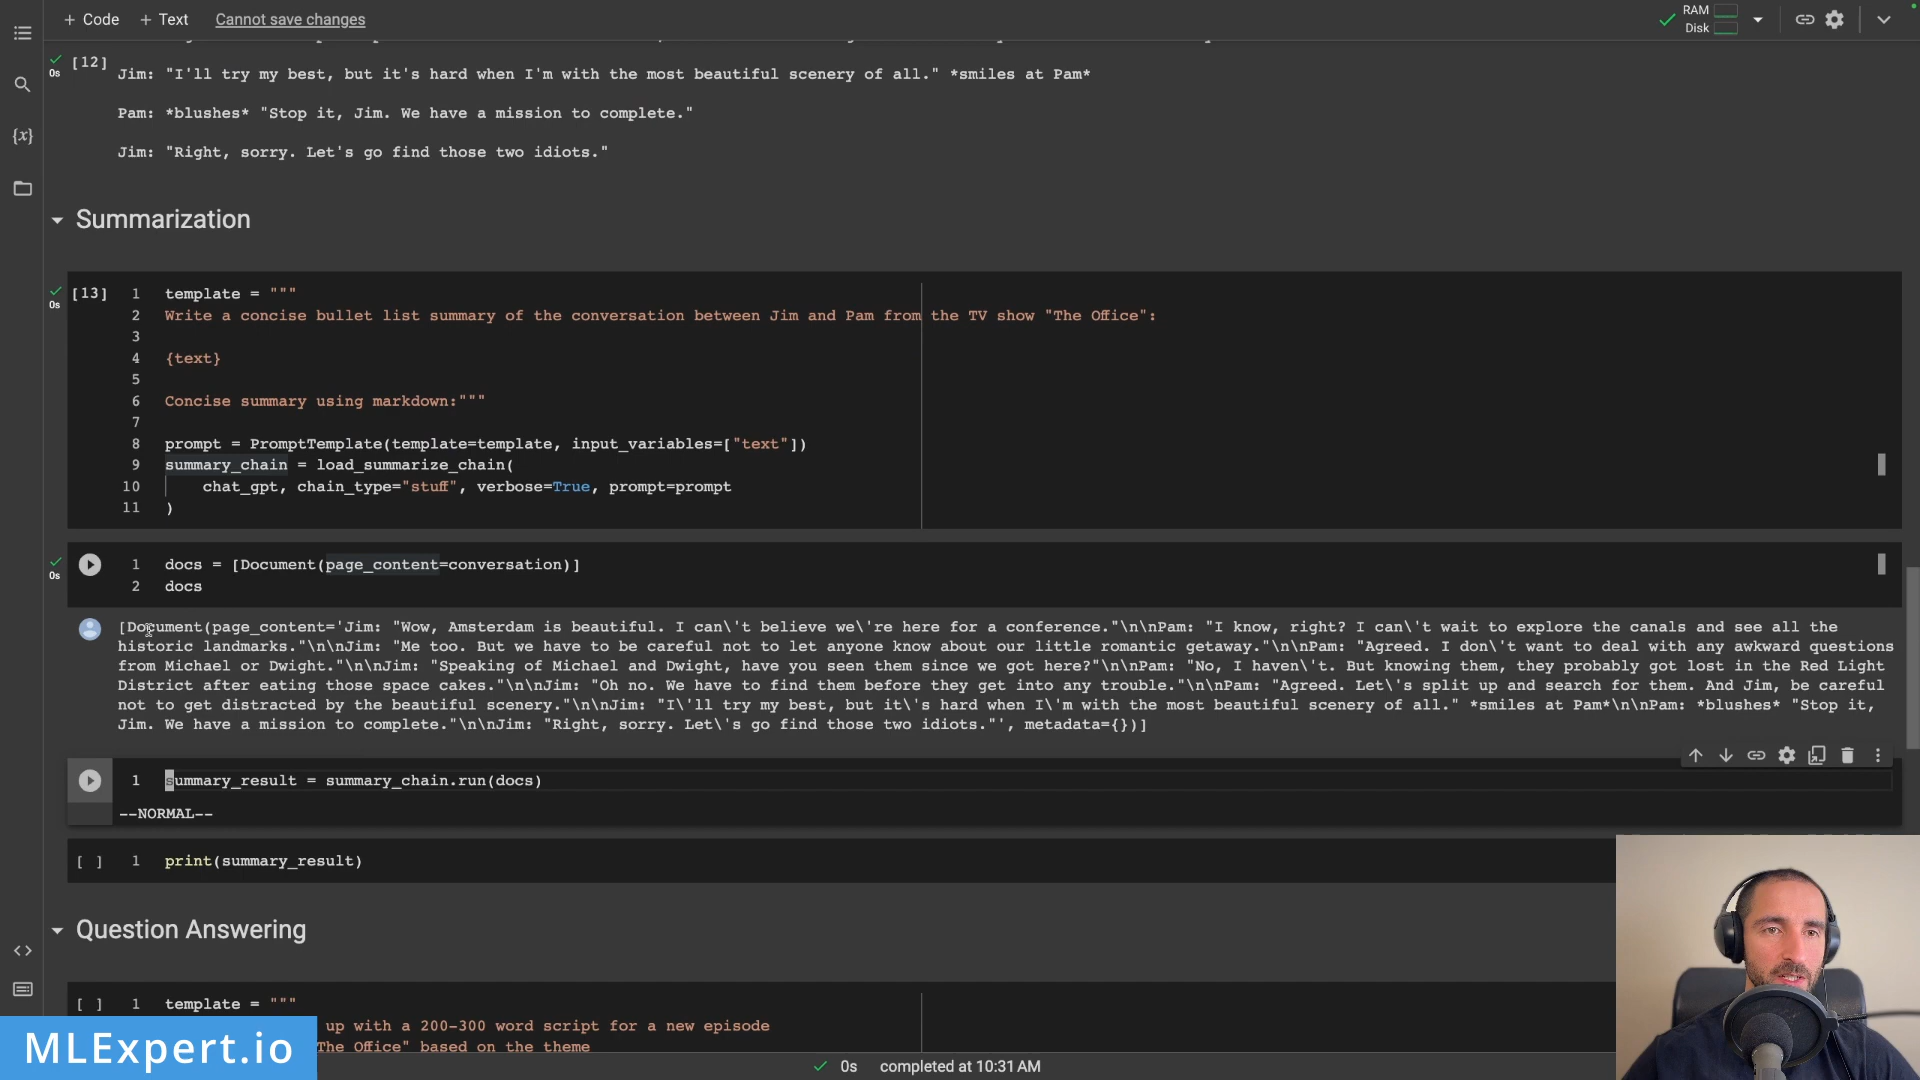 + Code + Text Cannot save changes
RAM
Disk
[12]
0s
Jim: "I'll try my best, but it's hard when I'm with the most beautiful scenery of all." *smiles at Pam*
Pam: *blushes* "Stop it, Jim. We have a mission to complete."
Jim: "Right, sorry. Let's go find those two idiots."
{x}
Summarization
[13] 1 template = """
0s
2 Write a concise bullet list summary of the conversation between Jim and Pam from the TV show "The Office":
3
4 {text}
5
6 Concise summary using markdown:"""
7
8 prompt = PromptTemplate(template=template, input_variables=["text"])
9 summary_chain = load_summarize_chain(
10 chat_gpt, chain_type="stuff", verbose=True, prompt=prompt
11 )
0s
1 docs = [Document(page_content=conversation)]
2 docs
[Document(page_content='Jim: "Wow, Amsterdam is beautiful. I can\'t believe we\'re here for a conference."\n\nPam: "I know, right? I can\'t wait to explore the canals and see all the
historic landmarks."\n\nJim: "Me too. But we have to be careful not to let anyone know about our little romantic getaway."\n\nPam: "Agreed. I don\'t want to deal with any awkward questions
from Michael or Dwight."\n\nJim: "Speaking of Michael and Dwight, have you seen them since we got here?"\n\nPam: "No, I haven\'t. But knowing them, they probably got lost in the Red Light
District after eating those space cakes."\n\nJim: "Oh no. We have to find them before they get into any trouble."\n\nPam: "Agreed. Let\'s split up and search for them. And Jim, be careful
not to get distracted by the beautiful scenery."\n\nJim: "I\'ll try my best, but it\'s hard when I\'m with the most beautiful scenery of all." *smiles at Pam*\n\nPam: *blushes* "Stop it,
Jim. We have a mission to complete."\n\nJim: "Right, sorry. Let\'s go find those two idiots."', metadata={})]
1 summary_result = summary_chain.run(docs)
--NORMAL--
[ ] 1 print(summary_result)
Question Answering
[ ] 1 template = """
up with a 200-300 word script for a new episode
The Office" based on the theme
MLExpert.io
0s completed at 10:31 AM